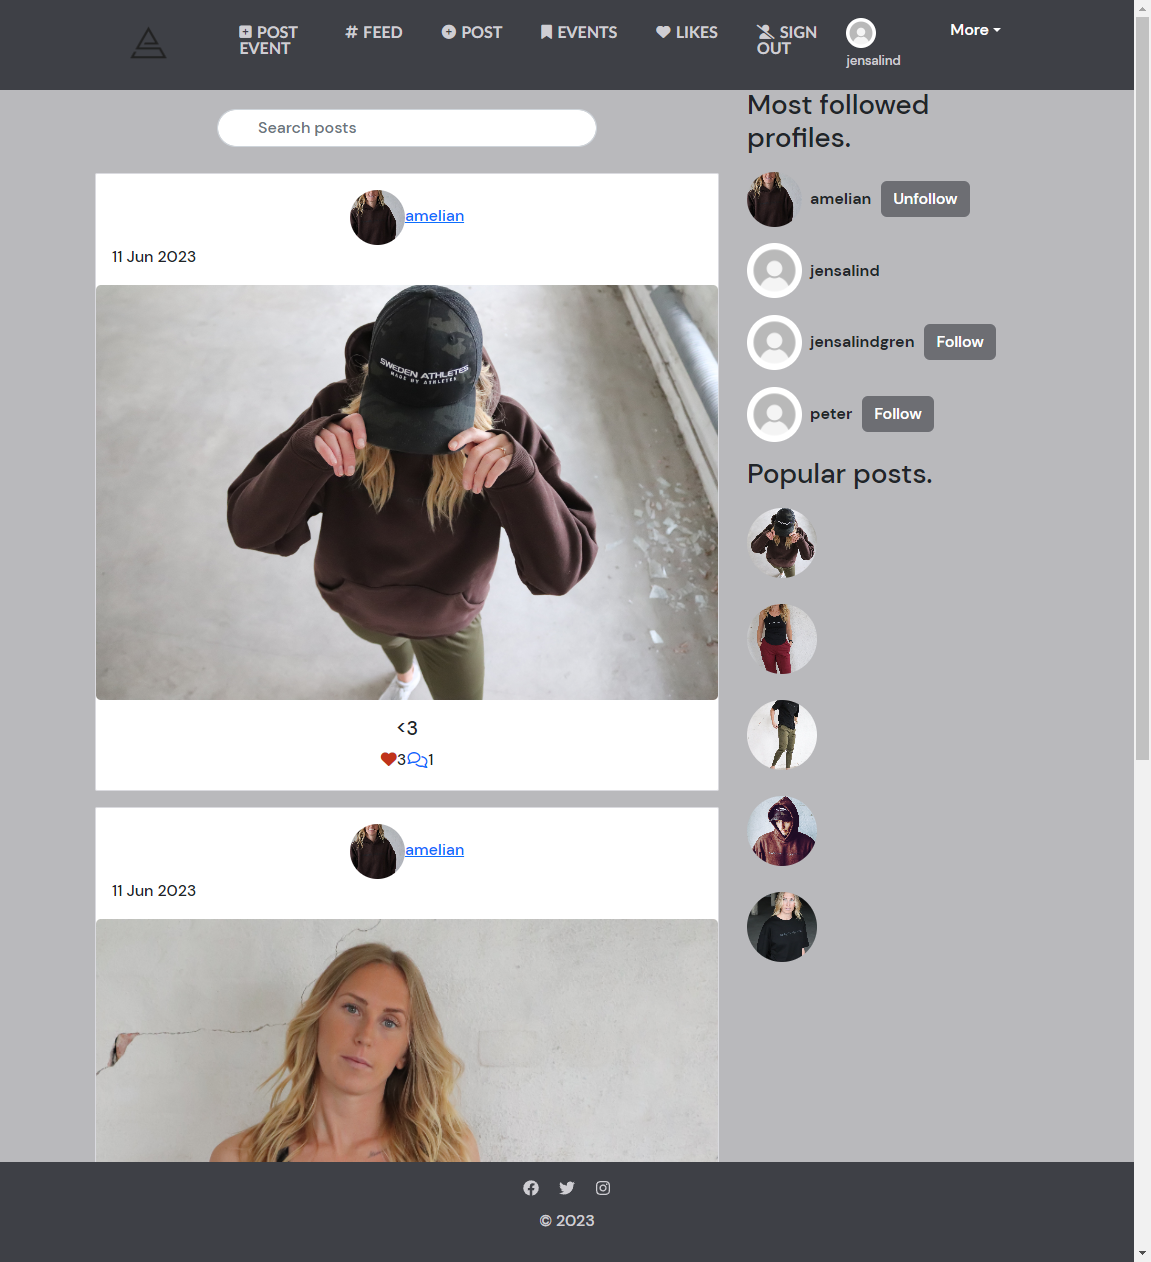 POST EVENT
FEED
POST
EVENTS
LIKES
SIGN OUT
jensalind
More
Search posts
amelian
11 Jun 2023
SWEDEN ATHLETES
MADE BY ATHLETES
<3
3 1
amelian
11 Jun 2023
Most followed
profiles.
amelian Unfollow
jensalind
jensalindgren Follow
peter Follow
Popular posts.
© 2023